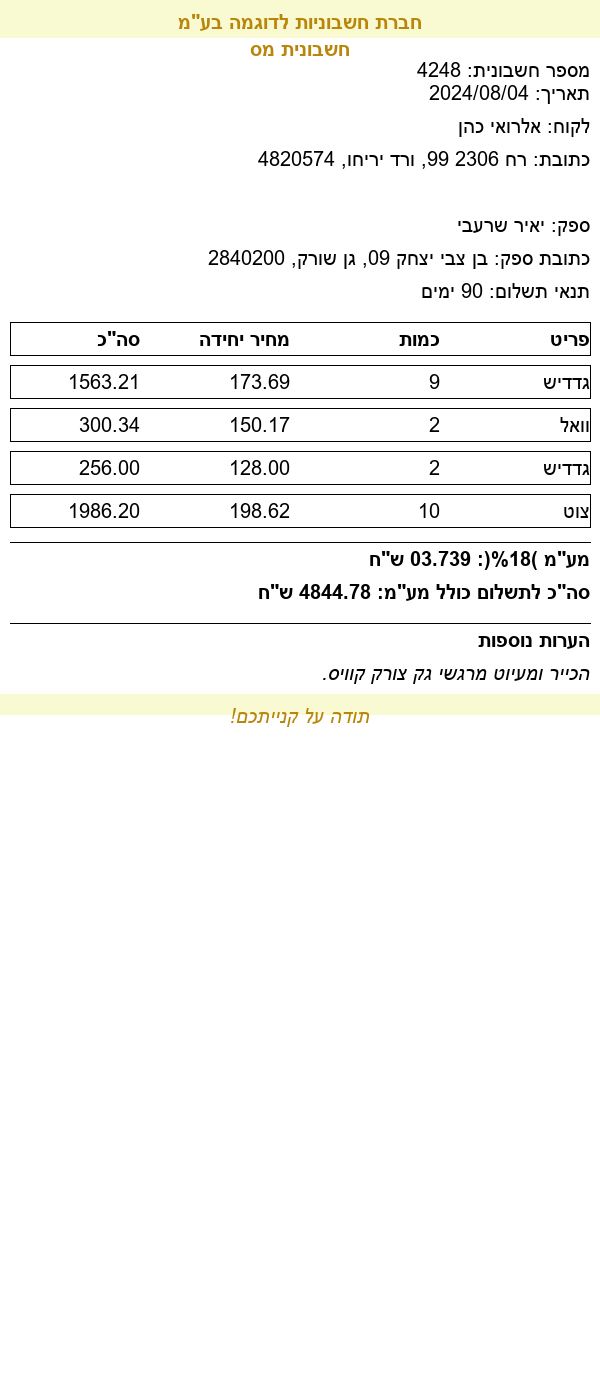 חברת חשבוניות לדוגמה בע"מ
חשבונית מס
מספר חשבונית: 4248
תאריך: 2024/08/04
לקוח: אלרואי כהן
כתובת: רח 2306 99, ורד יריחו, 4820574
ספק: יאיר שרעבי
כתובת ספק: בן צבי יצחק 09, גן שורק, 2840200
תנאי תשלום: 90 ימים
פריט כמות מחיר יחידה סה"כ
גדדיש 9 173.69 1563.21
וואל 2 150.17 300.34
גדדיש 2 128.00 256.00
צוט 10 198.62 1986.20
מע"מ )18%(: 03.739 ש"ח
סה"כ לתשלום כולל מע"מ: 4844.78 ש"ח
הערות נוספות
הכייר ומעיוט מרגשי גק צורק קוויס.
תודה על קנייתכם!